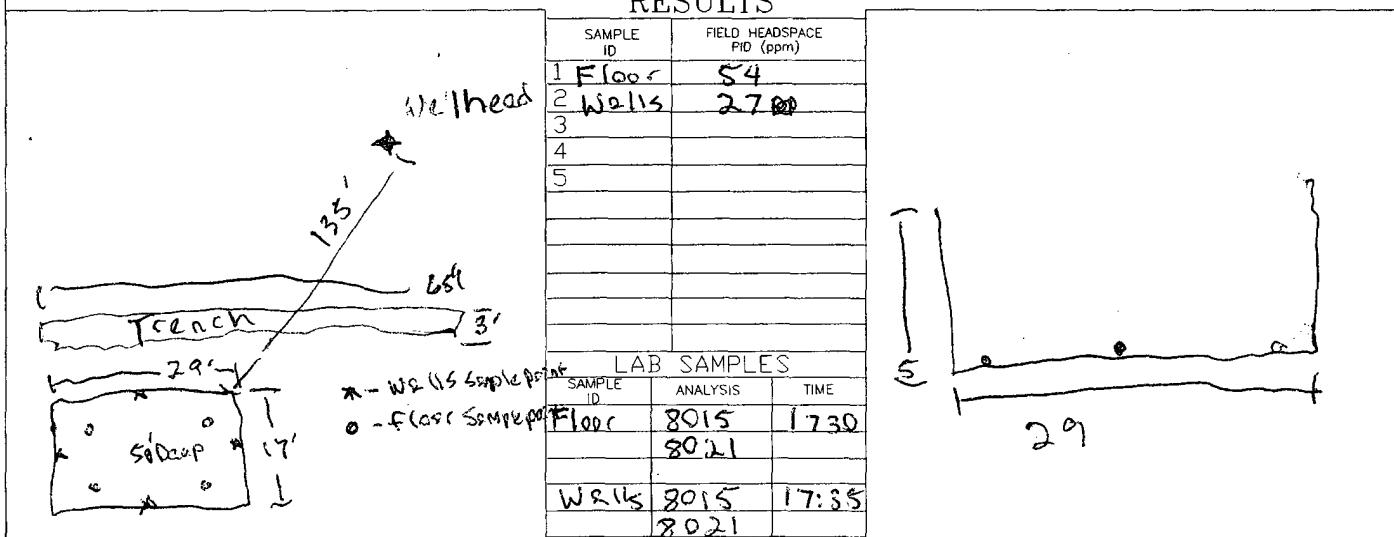 RESULTS
Wellhead
135'
65'
Trench
3'
29'
17'
5' Deep
* - Walls Sample point
o - Floor Sample point
SAMPLE ID
FIELD HEADSPACE PID (ppm)
1 Floor 54
2 Walls 27
3
4
5
LAB SAMPLES
SAMPLE ID ANALYSIS TIME
Floor 8015 1730
8021
Walls 8015 17:35
8021
5
29